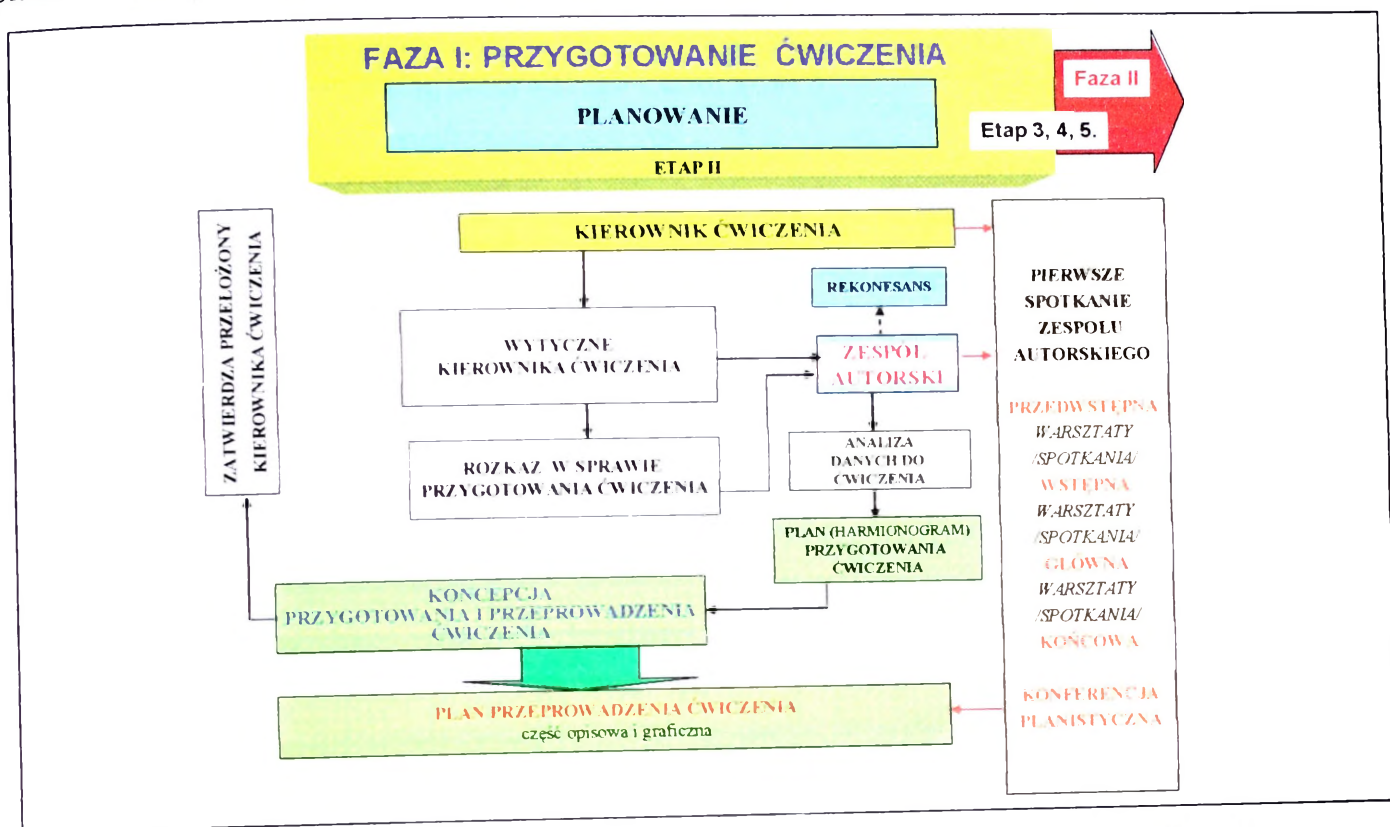 FAZA I: PRZYGOTOWANIE ĆWICZENIA
Faza II
PLANOWANIE
Etap 3, 4, 5.
ETAP II
ZATWIERDZA PRZEŁOŻONY
KIEROWNIKA ĆWICZENIA
KIEROWNIK ĆWICZENIA
REKONESANS
WYTYCZNE
KIEROWNIKA ĆWICZENIA
ZESPÓŁ
AUTORSKI
ROZKAZ W SPRAWIE
PRZYGOTOWANIA ĆWICZENIA
ANALIZA
DANYCH DO
ĆWICZENIA
PLAN (HARMIONOGRAM)
PRZYGOTOWANIA
ĆWICZENIA
KONCEPCJA
PRZYGOTOWANIA I PRZEPROWADZENIA
ĆWICZENIA
PLAN PRZEPROWADZENIA ĆWICZENIA
część opisowa i graficzna
PIERWSZE
SPOTKANIE
ZESPOŁU
AUTORSKIEGO
PRZEDWSTĘPNA
WARSZTATY
/SPOTKANIA/
WSTĘPNA
WARSZTATY
/SPOTKANIA/
GŁÓWNA
WARSZTATY
/SPOTKANIA/
KOŃCOWA
KONFERENCJA
PLANISTYCZNA